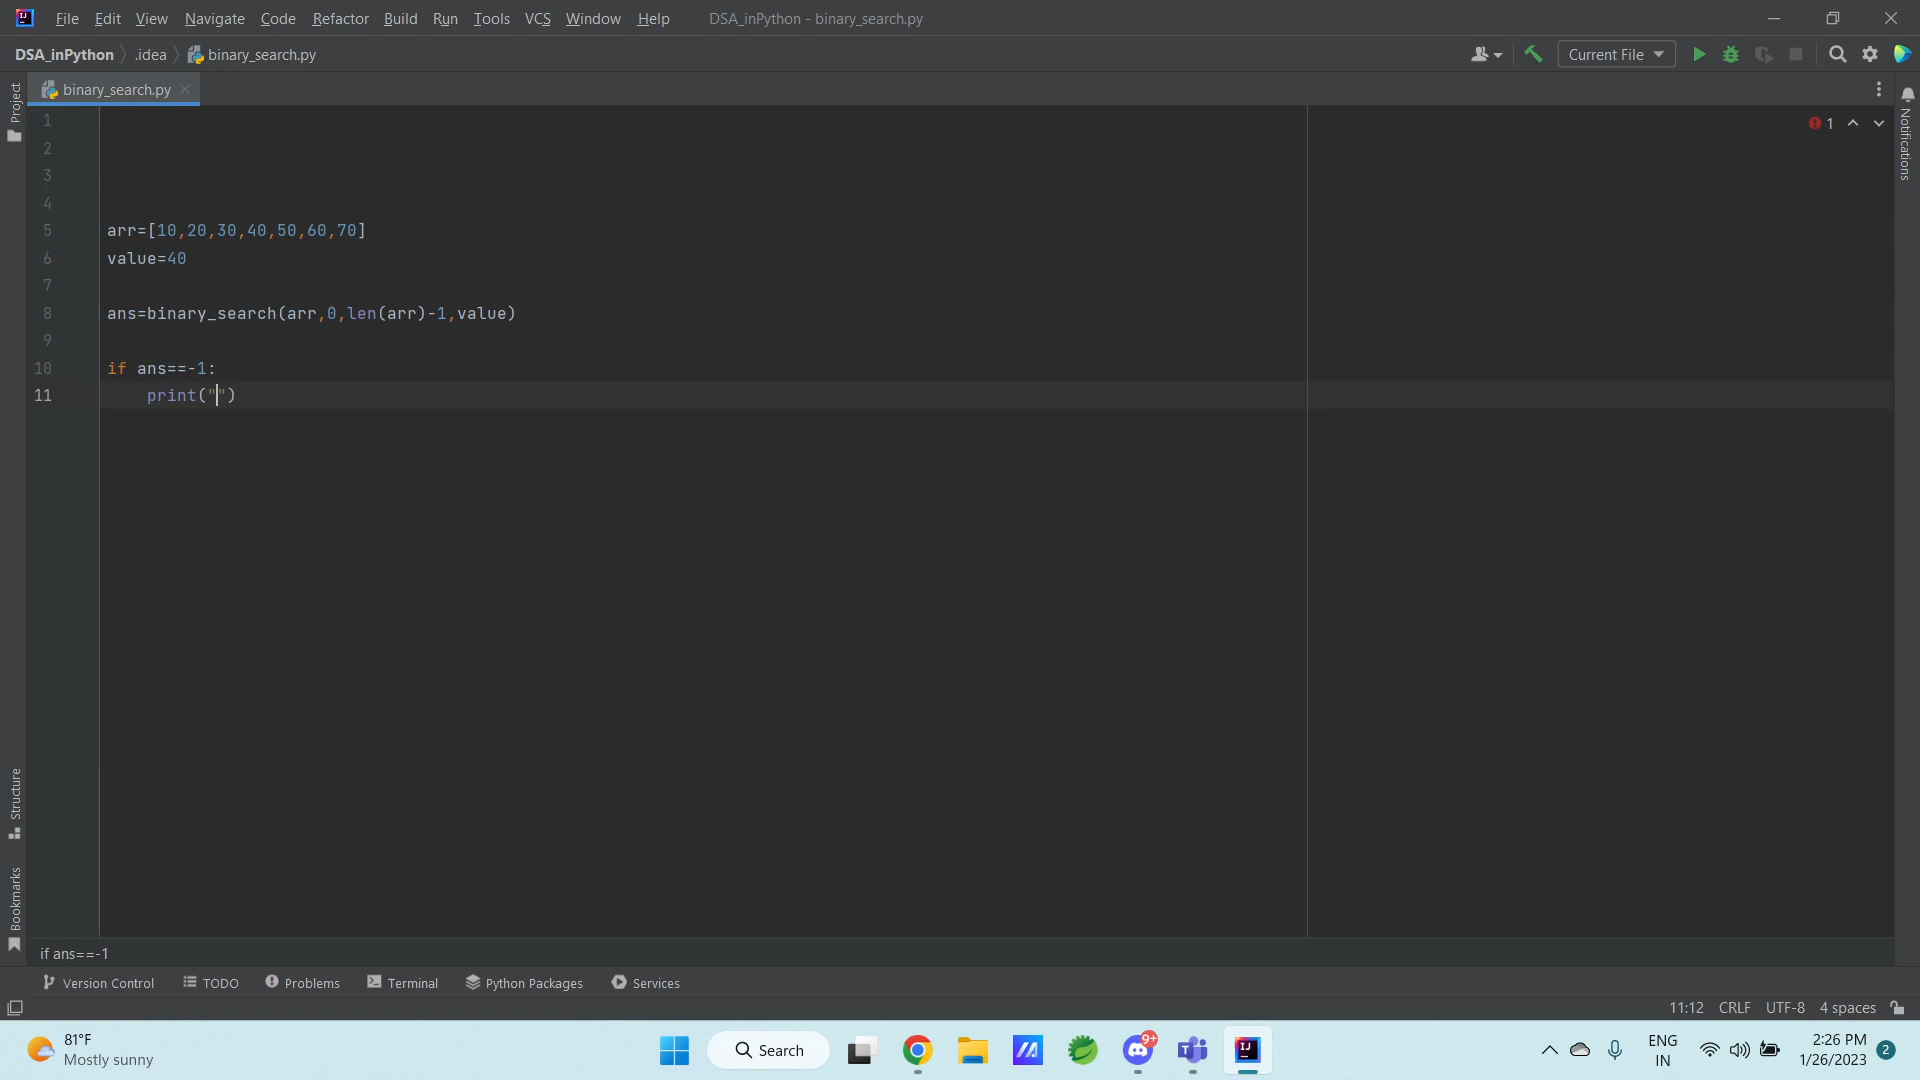 File Edit View Navigate Code Refactor Build Run Tools VCS Window Help DSA_inPython - binary_search.py
DSA_inPython .idea binary_search.py Current File
binary_search.py
Project
Structure
Bookmarks
Notifications
1
1
2
3
4
5 arr=[10,20,30,40,50,60,70]
6 value=40
7
8 ans=binary_search(arr,0,len(arr)-1,value)
9
10 if ans==-1:
11 print("")
if ans==-1
Version Control TODO Problems Terminal Python Packages Services
11:12 CRLF UTF-8 4 spaces
81°F
Mostly sunny
Search
9+
ENG
IN
2:26 PM
1/26/2023
2